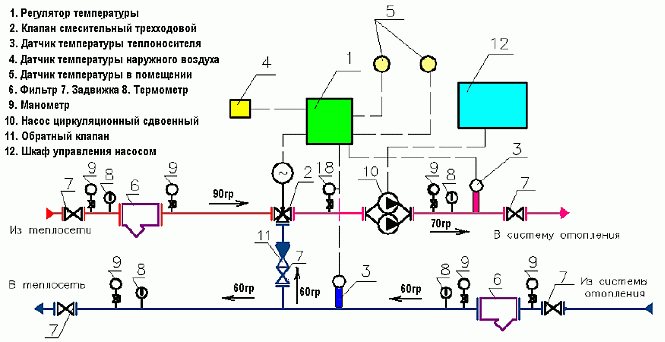 1. Регулятор температуры
2. Клапан смесительный трехходовой
3. Датчик температуры теплоносителя
4. Датчик температуры наружного воздуха
5. Датчик температуры в помещении
6. Фильтр 7. Задвижка 8. Термометр
9. Манометр
10. Насос циркуляционный сдвоенный
11. Обратный клапан
12. Шкаф управления насосом
5
1
12
4
~
7
9
8
6
9
90гр
2
18
10
9
8
3
7
70гр
Из теплосети
В систему отопления
11
7
60гр
3
В теплосеть
9
8
60гр
60гр
9
6
9
7
Из системы
отопления
7